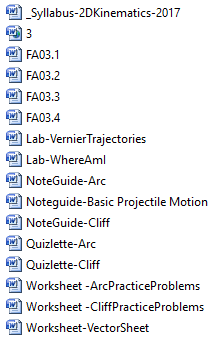 _Syllabus-2DKinematics-2017
3
FA03.1
FA03.2
FA03.3
FA03.4
Lab-VernierTrajectories
Lab-WhereAmI
NoteGuide-Arc
Noteguide-Basic Projectile Motion
NoteGuide-Cliff
Quizlette-Arc
Quizlette-Cliff
Worksheet -ArcPracticeProblems
Worksheet -CliffPracticeProblems
Worksheet-VectorSheet